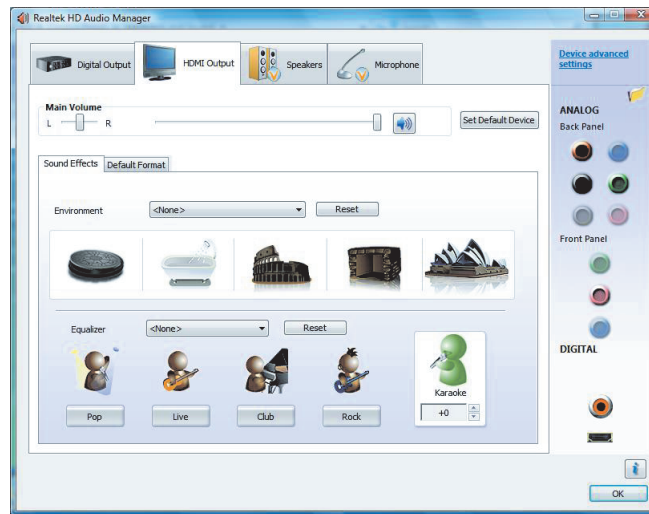 Realtek HD Audio Manager
Digital Output
HDMI Output
Speakers
Microphone
Device advanced
settings
Main Volume
L
R
Set Default Device
ANALOG
Back Panel
Sound Effects
Default Format
Environment
<None>
Reset
Front Panel
Equalizer
<None>
Reset
DIGITAL
Karaoke
Pop
Live
Club
Rock
+0
OK